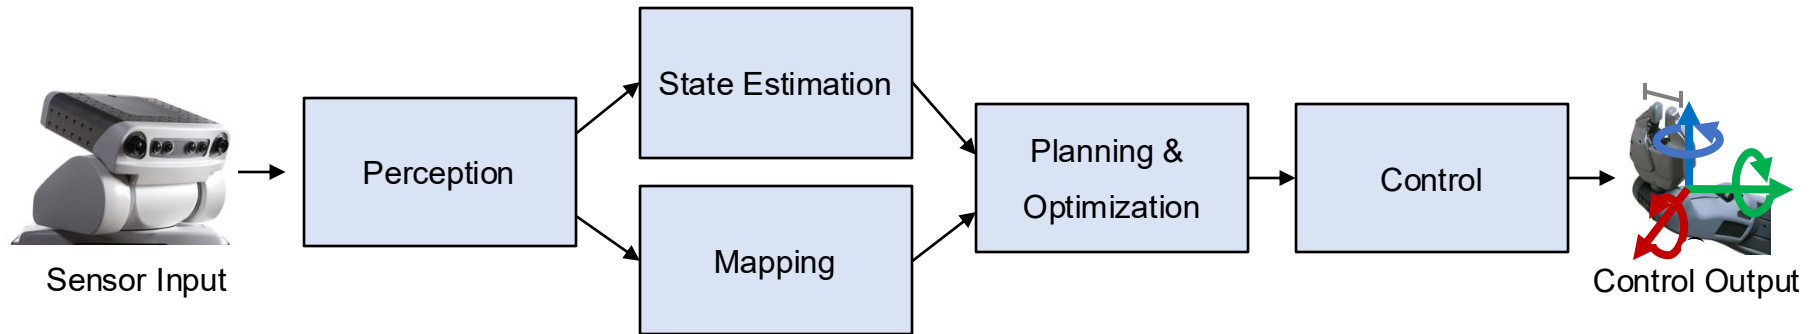 Sensor Input
Perception
State Estimation
Mapping
Planning &
Optimization
Control
Control Output